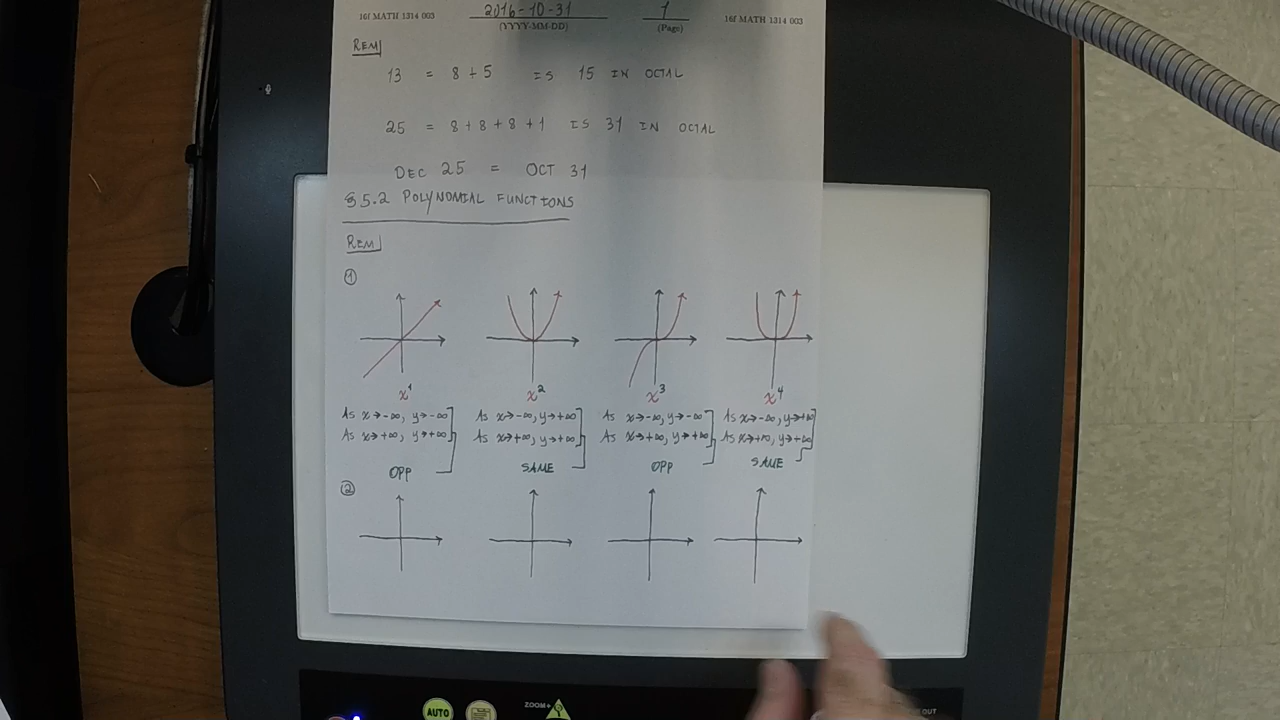 16f MATH 1314 003 2016-10-31 1 16f MATH 1314 003
(YYYY-MM-DD) (Page)
REM
13 = 8 + 5 IS 15 IN OCTAL
25 = 8 + 8 + 8 + 1 IS 31 IN OCTAL
DEC 25 = OCT 31
§5.2 POLYNOMIAL FUNCTIONS
REM
①
x¹ x² x³ x⁴
As x→-∞, y→-∞ As x→-∞, y→+∞ As x→-∞, y→-∞ As x→-∞, y→+∞
As x→+∞, y→+∞ As x→+∞, y→+∞ As x→+∞, y→+∞ As x→+∞, y→+∞
OPP SAME OPP SAME
②
AUTO ZOOM+ OUT